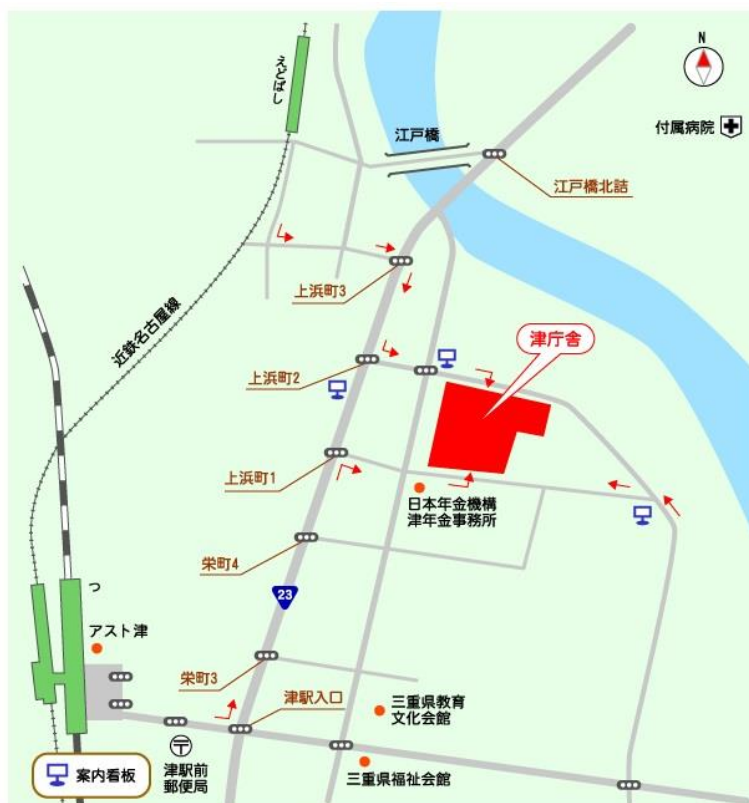 N
えどばし
江戸橋
付属病院
江戸橋北詰
上浜町3
近鉄名古屋線
津庁舎
上浜町2
上浜町1
日本年金機構
津年金事務所
栄町4
23
つ
アスト津
栄町3
津駅入口
三重県教育
文化会館
案内看板
津駅前
郵便局
三重県福祉会館